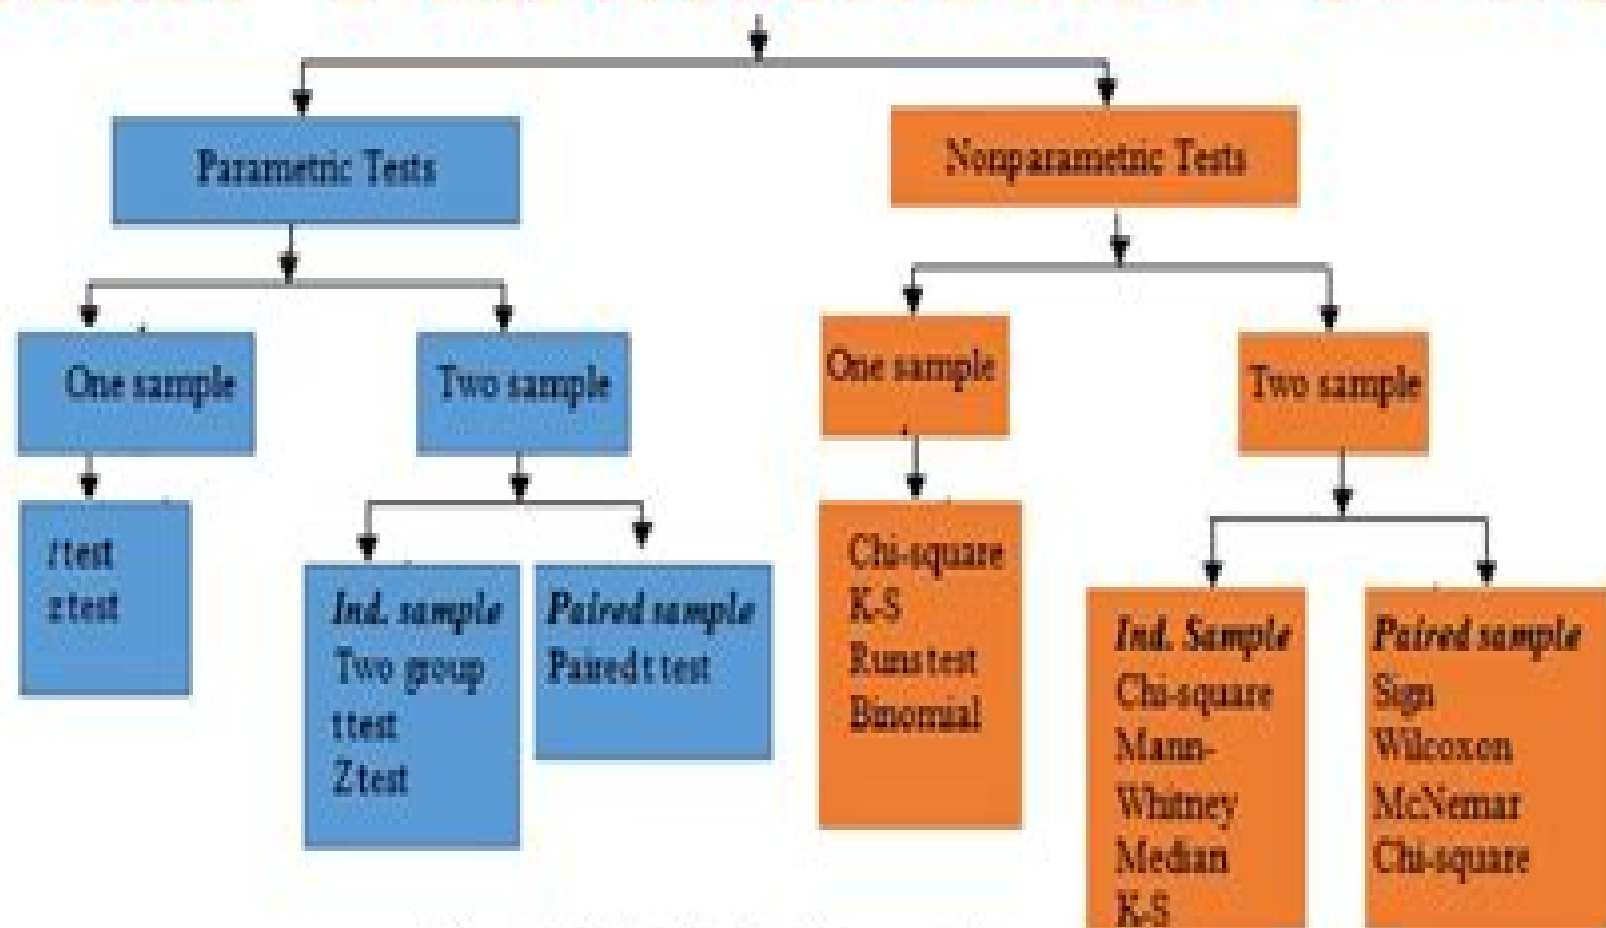 Parametric Tests
Nonparametric Tests
One sample
Two sample
One sample
Two sample
t test
z test
Ind. sample
Two group
t test
Z test
Paired sample
Paired t test
Chi-square
K-S
Runs test
Binomial
Ind. Sample
Chi-square
Mann-
Whitney
Median
K-S
Paired sample
Sign
Wilcoxon
McNemar
Chi-square